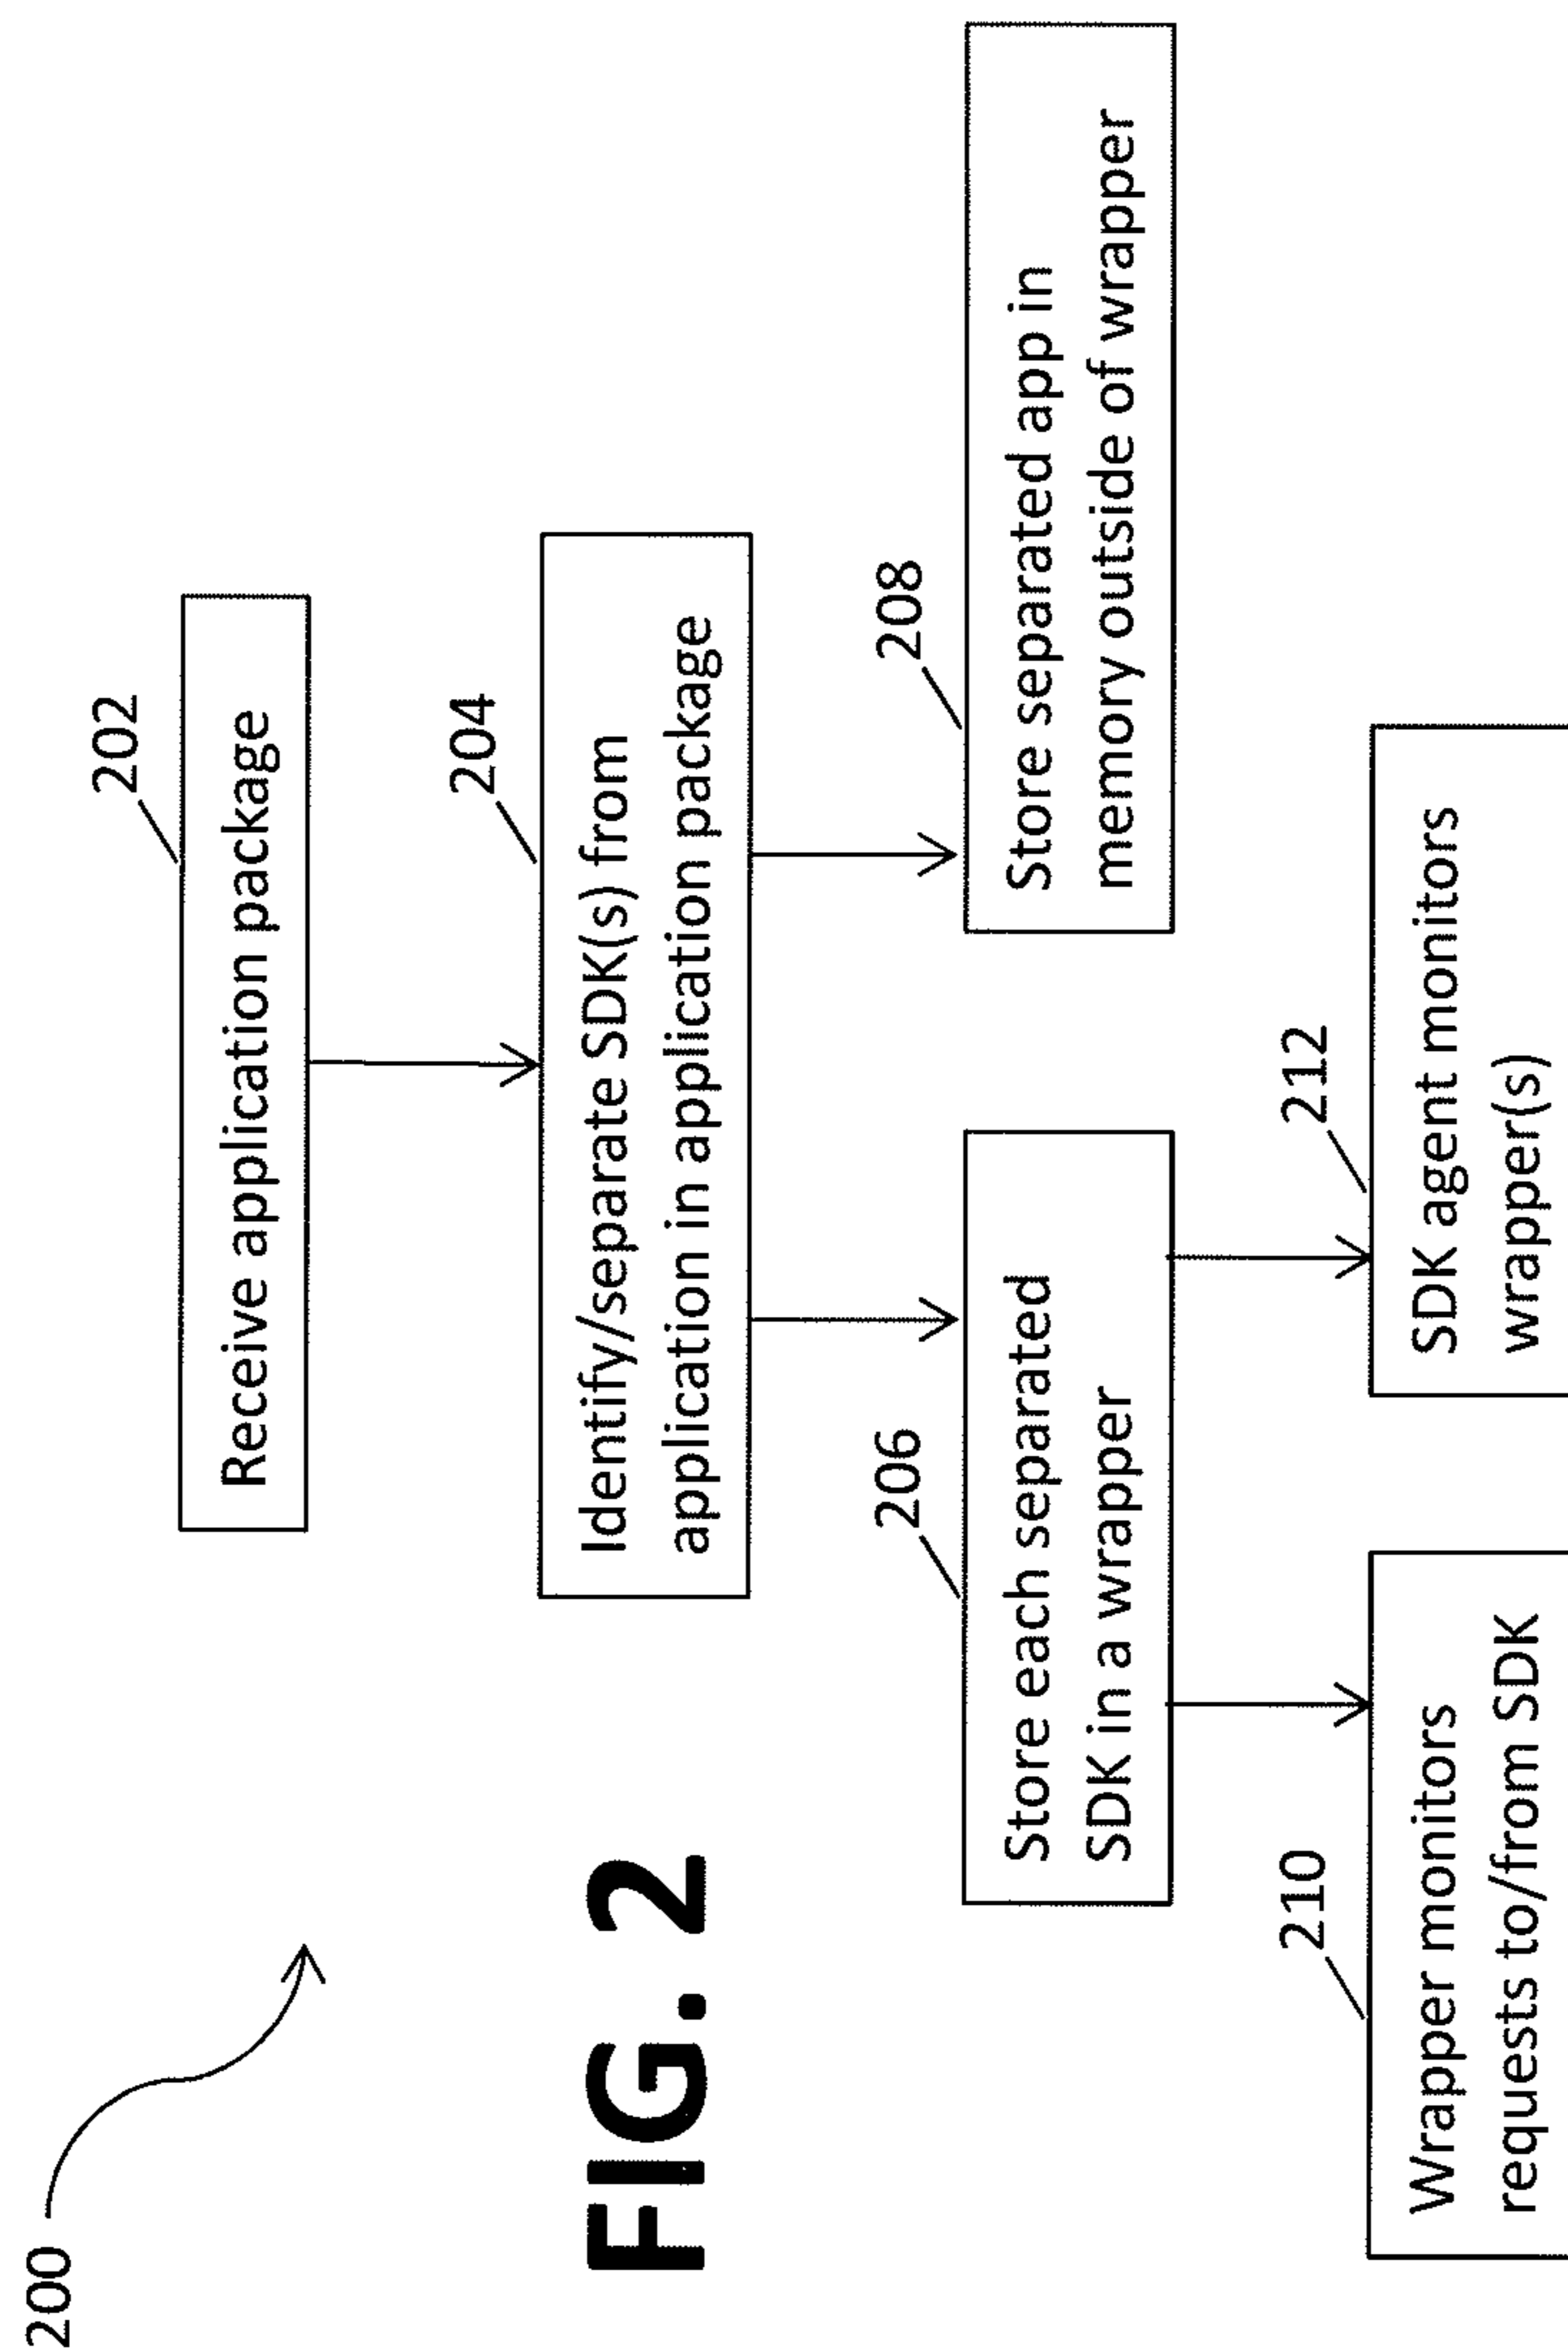 200
202
Receive application package
204
Identify/separate SDK(s) from
application in application package
FIG. 2
206
Store each separated
SDK in a wrapper
208
Store separated app in
memory outside of wrapper
210
Wrapper monitors
requests to/from SDK
212
SDK agent monitors
wrapper(s)